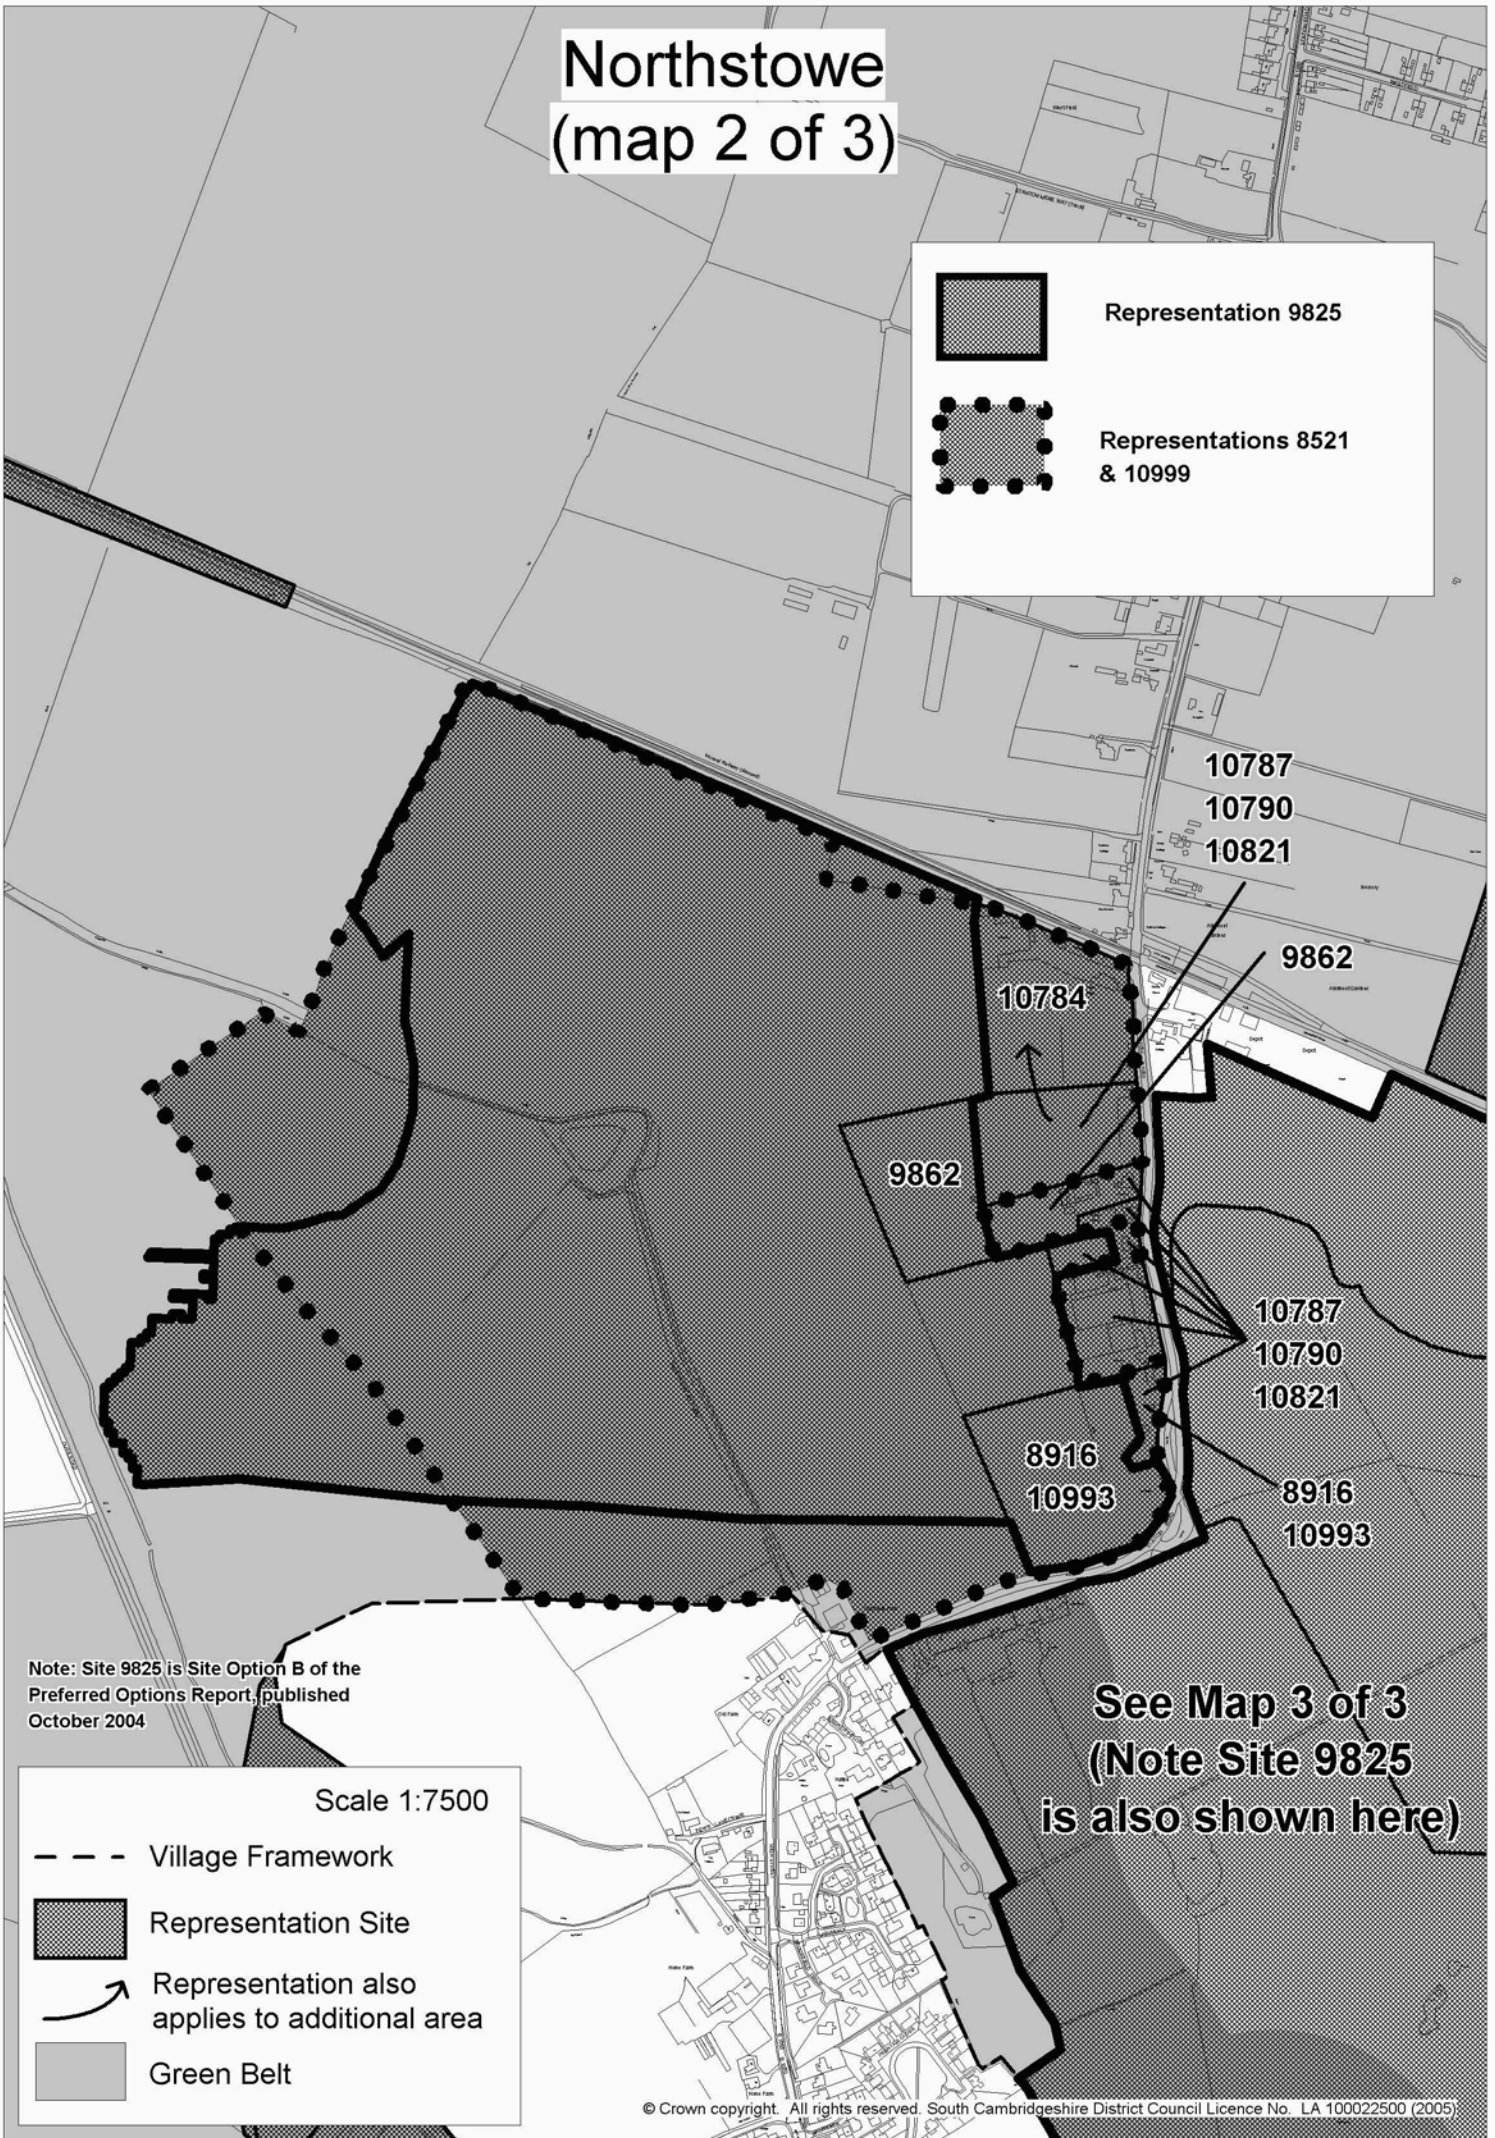 Northstowe
(map 2 of 3)
Representation 9825
Representations 8521
& 10999
10787
10790
10821
9862
10784
9862
10787
10790
10821
8916
10993
8916
10993
Depot
Depot
Note: Site 9825 is Site Option B of the
Preferred Options Report, published
October 2004
See Map 3 of 3
(Note Site 9825
is also shown here)
Scale 1:7500
Village Framework
Representation Site
Representation also
applies to additional area
Green Belt
© Crown copyright. All rights reserved. South Cambridgeshire District Council Licence No. LA 100022500 (2005)